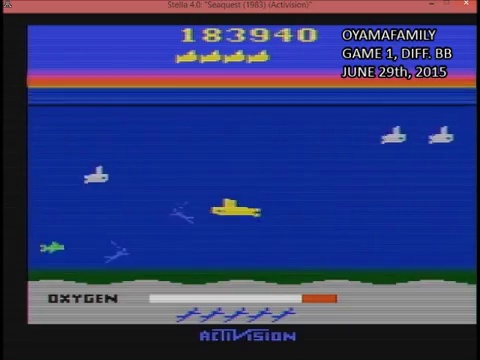 Stella 4.0: "Seaquest (1983) (Activision)"
183940
OYAMAFAMILY
GAME 1, DIFF. BB
JUNE 29th, 2015
OXYGEN
ACTIVISION